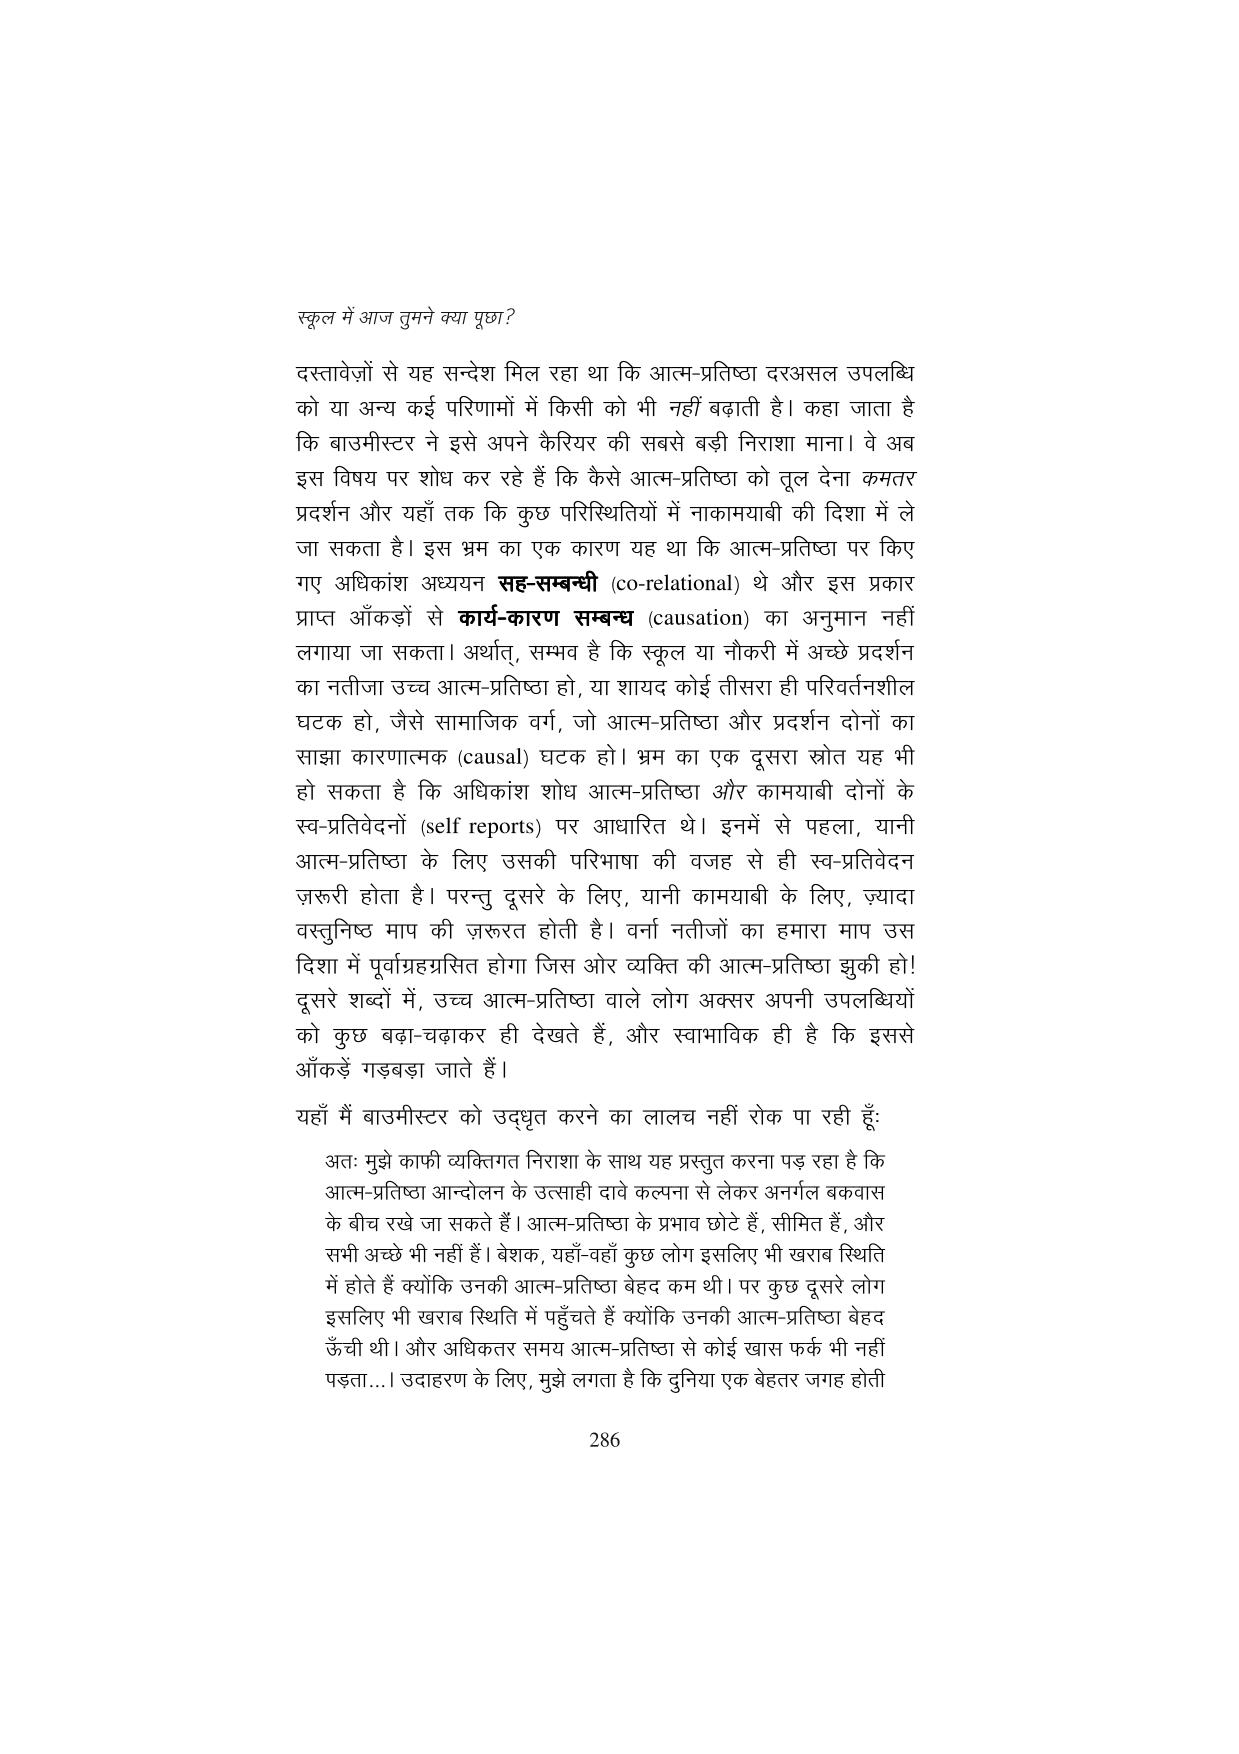 स्कूल में आज तुमने क्या पूछा?
दस्तावेज़ों से यह सन्देश मिल रहा था कि आत्म-प्रतिष्ठा दरअसल उपलब्धि
को या अन्य कई परिणामों में किसी को भी नहीं बढ़ाती है। कहा जाता है
कि बाउमीस्टर ने इसे अपने कैरियर की सबसे बड़ी निराशा माना। वे अब
इस विषय पर शोध कर रहे हैं कि कैसे आत्म-प्रतिष्ठा को तूल देना कमतर
प्रदर्शन और यहाँ तक कि कुछ परिस्थितियों में नाकामयाबी की दिशा में ले
जा सकता है। इस भ्रम का एक कारण यह था कि आत्म-प्रतिष्ठा पर किए
गए अधिकांश अध्ययन सह-सम्बन्धी (co-relational) थे और इस प्रकार
प्राप्त आँकड़ों से कार्य-कारण सम्बन्ध (causation) का अनुमान नहीं
लगाया जा सकता। अर्थात्, सम्भव है कि स्कूल या नौकरी में अच्छे प्रदर्शन
का नतीजा उच्च आत्म-प्रतिष्ठा हो, या शायद कोई तीसरा ही परिवर्तनशील
घटक हो, जैसे सामाजिक वर्ग, जो आत्म-प्रतिष्ठा और प्रदर्शन दोनों का
साझा कारणात्मक (causal) घटक हो। भ्रम का एक दूसरा स्रोत यह भी
हो सकता है कि अधिकांश शोध आत्म-प्रतिष्ठा और कामयाबी दोनों के
स्व-प्रतिवेदनों (self reports) पर आधारित थे। इनमें से पहला, यानी
आत्म-प्रतिष्ठा के लिए उसकी परिभाषा की वजह से ही स्व-प्रतिवेदन
ज़रूरी होता है। परन्तु दूसरे के लिए, यानी कामयाबी के लिए, ज़्यादा
वस्तुनिष्ठ माप की ज़रूरत होती है। वर्ना नतीजों का हमारा माप उस
दिशा में पूर्वाग्रहग्रसित होगा जिस ओर व्यक्ति की आत्म-प्रतिष्ठा झुकी हो!
दूसरे शब्दों में, उच्च आत्म-प्रतिष्ठा वाले लोग अक्सर अपनी उपलब्धियों
को कुछ बढ़ा-चढ़ाकर ही देखते हैं, और स्वाभाविक ही है कि इससे
आँकड़ें गड़बड़ा जाते हैं।
यहाँ मैं बाउमीस्टर को उद्धृत करने का लालच नहीं रोक पा रही हूँः
अतः मुझे काफी व्यक्तिगत निराशा के साथ यह प्रस्तुत करना पड़ रहा है कि
आत्म-प्रतिष्ठा आन्दोलन के उत्साही दावे कल्पना से लेकर अनर्गल बकवास
के बीच रखे जा सकते हैं। आत्म-प्रतिष्ठा के प्रभाव छोटे हैं, सीमित हैं, और
सभी अच्छे भी नहीं हैं। बेशक, यहाँ-वहाँ कुछ लोग इसलिए भी खराब स्थिति
में होते हैं क्योंकि उनकी आत्म-प्रतिष्ठा बेहद कम थी। पर कुछ दूसरे लोग
इसलिए भी खराब स्थिति में पहुँचते हैं क्योंकि उनकी आत्म-प्रतिष्ठा बेहद
ऊँची थी। और अधिकतर समय आत्म-प्रतिष्ठा से कोई खास फर्क भी नहीं
पड़ता...। उदाहरण के लिए, मुझे लगता है कि दुनिया एक बेहतर जगह होती
286